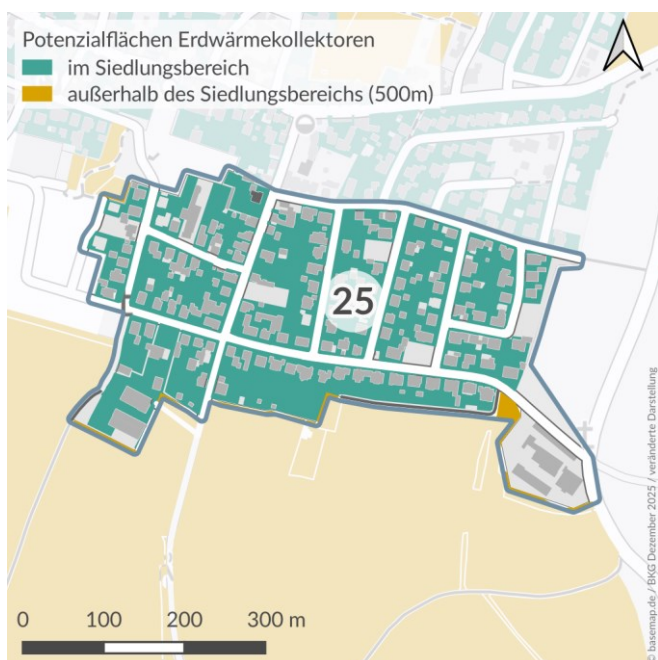 Potenzialflächen Erdwärmekollektoren
im Siedlungsbereich
außerhalb des Siedlungsbereichs (500m)
25
0 100 200 300 m
© basemap.de / BKG Dezember 2025 / veränderte Darstellung